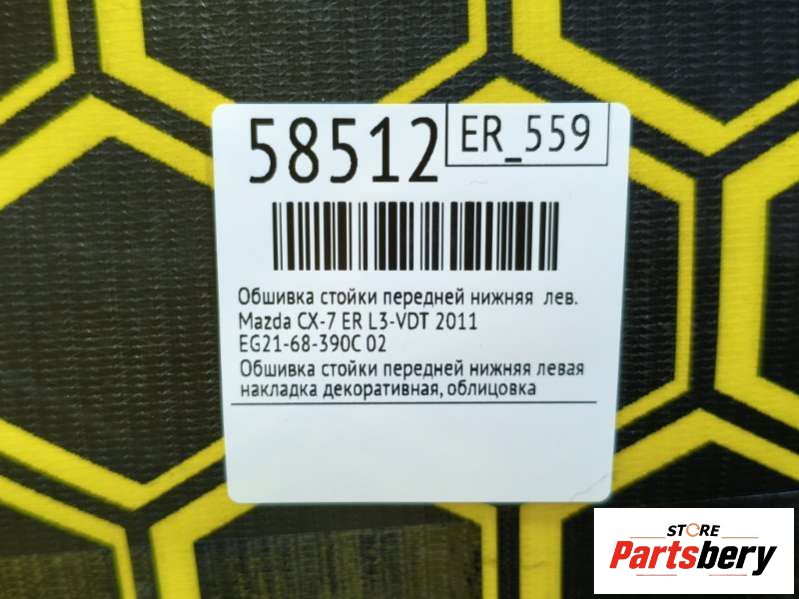 58512
ER_559
Обшивка стойки передней нижняя лев.
Mazda CX-7 ER L3-VDT 2011
EG21-68-390C 02
Обшивка стойки передней нижняя левая
накладка декоративная, облицовка
STORE
Partsbery